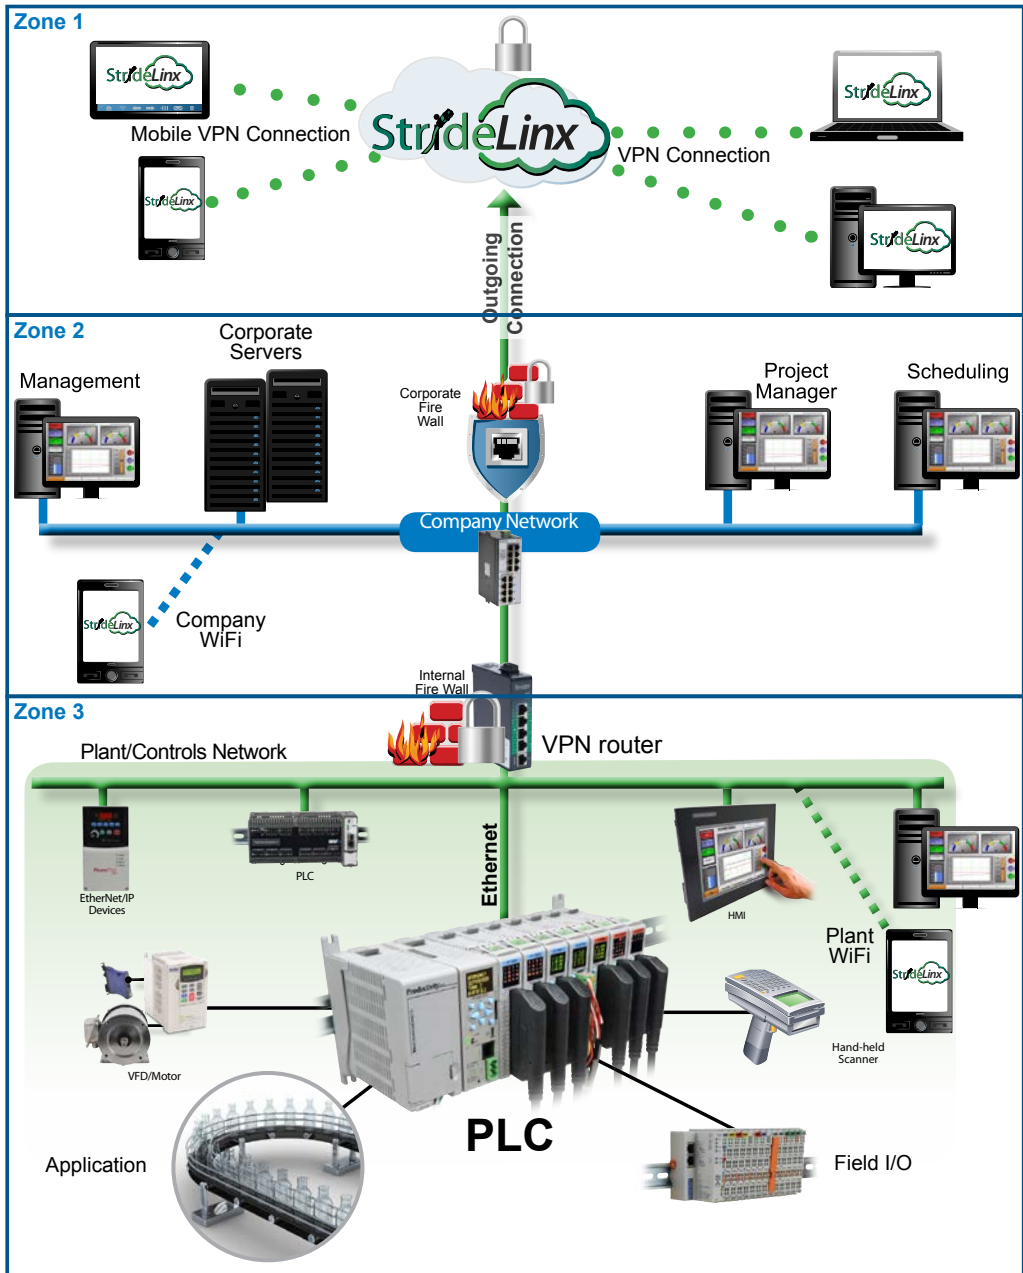 Zone 1
StrideLinx
StrideLinx
StrideLinx
Mobile VPN Connection
VPN Connection
StrideLinx
StrideLinx
Outgoing
Connection
Zone 2
Corporate
Servers
Management
Corporate
Fire
Wall
Project
Manager
Scheduling
Company Network
StrideLinx
Company
WiFi
Internal
Fire Wall
Zone 3
Plant/Controls Network
VPN router
Ethernet
EtherNet/IP
Devices
PLC
HMI
Plant
WiFi
StrideLinx
Productivity
VFD/Motor
Hand-held
Scanner
PLC
Application
Field I/O